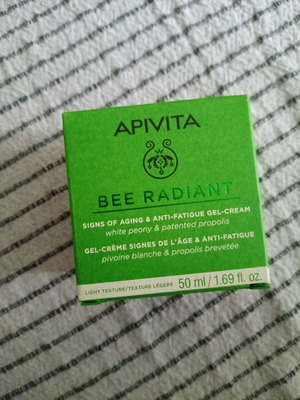 APIVITA
BEE RADIANT
SIGNS OF AGING & ANTI-FATIGUE GEL-CREAM
white peony & patented propolis
GEL-CRÈME SIGNES DE L'ÂGE & ANTI-FATIGUE
pivoine blanche & propolis brevetée
LIGHT TEXTURE/TEXTURE LÉGÈRE 50 ml / 1.69 fl. oz.